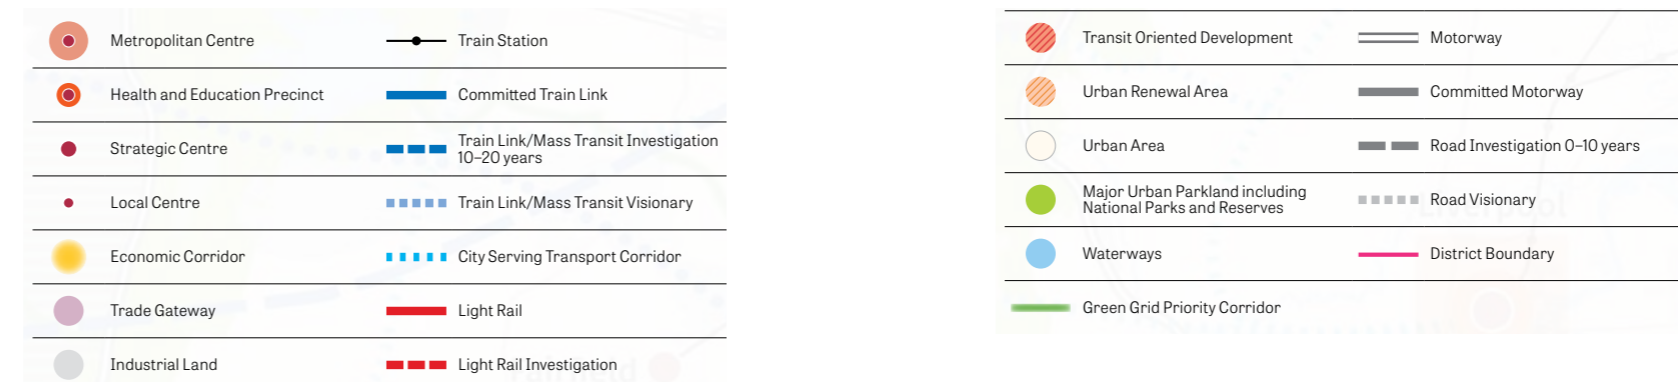 Metropolitan Centre
Train Station
Health and Education Precinct
Committed Train Link
Strategic Centre
Train Link/Mass Transit Investigation
10–20 years
Local Centre
Train Link/Mass Transit Visionary
Economic Corridor
City Serving Transport Corridor
Trade Gateway
Light Rail
Industrial Land
Light Rail Investigation
Fairfield
Transit Oriented Development
Motorway
Urban Renewal Area
Committed Motorway
Urban Area
Road Investigation 0–10 years
Major Urban Parkland including
National Parks and Reserves
Road Visionary
Liverpool
Waterways
District Boundary
Green Grid Priority Corridor